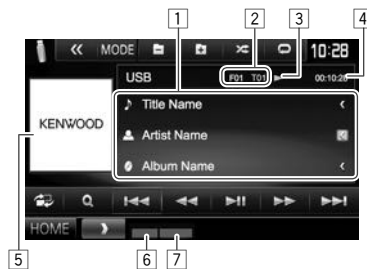 1 2 3 4
MODE 10:28
USB F01 T01 00:10:28
Title Name
KENWOOD
Artist Name
Album Name
HOME
5 6 7